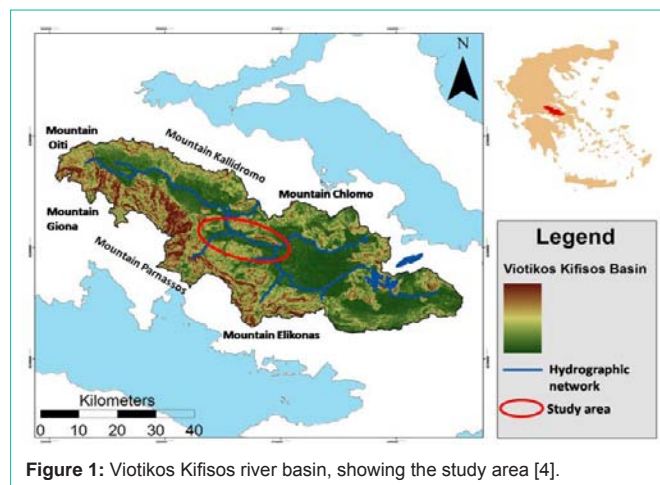 N
Mountain
Oiti
Mountain Kallidromo
Mountain Chlomo
Mountain
Giona
Mountain Parnassos
Mountain Elikonas
Kilometers
0 10 20 30 40
Legend
Viotikos Kifisos Basin
Hydrographic
network
Study area
Figure 1: Viotikos Kifisos river basin, showing the study area [4].